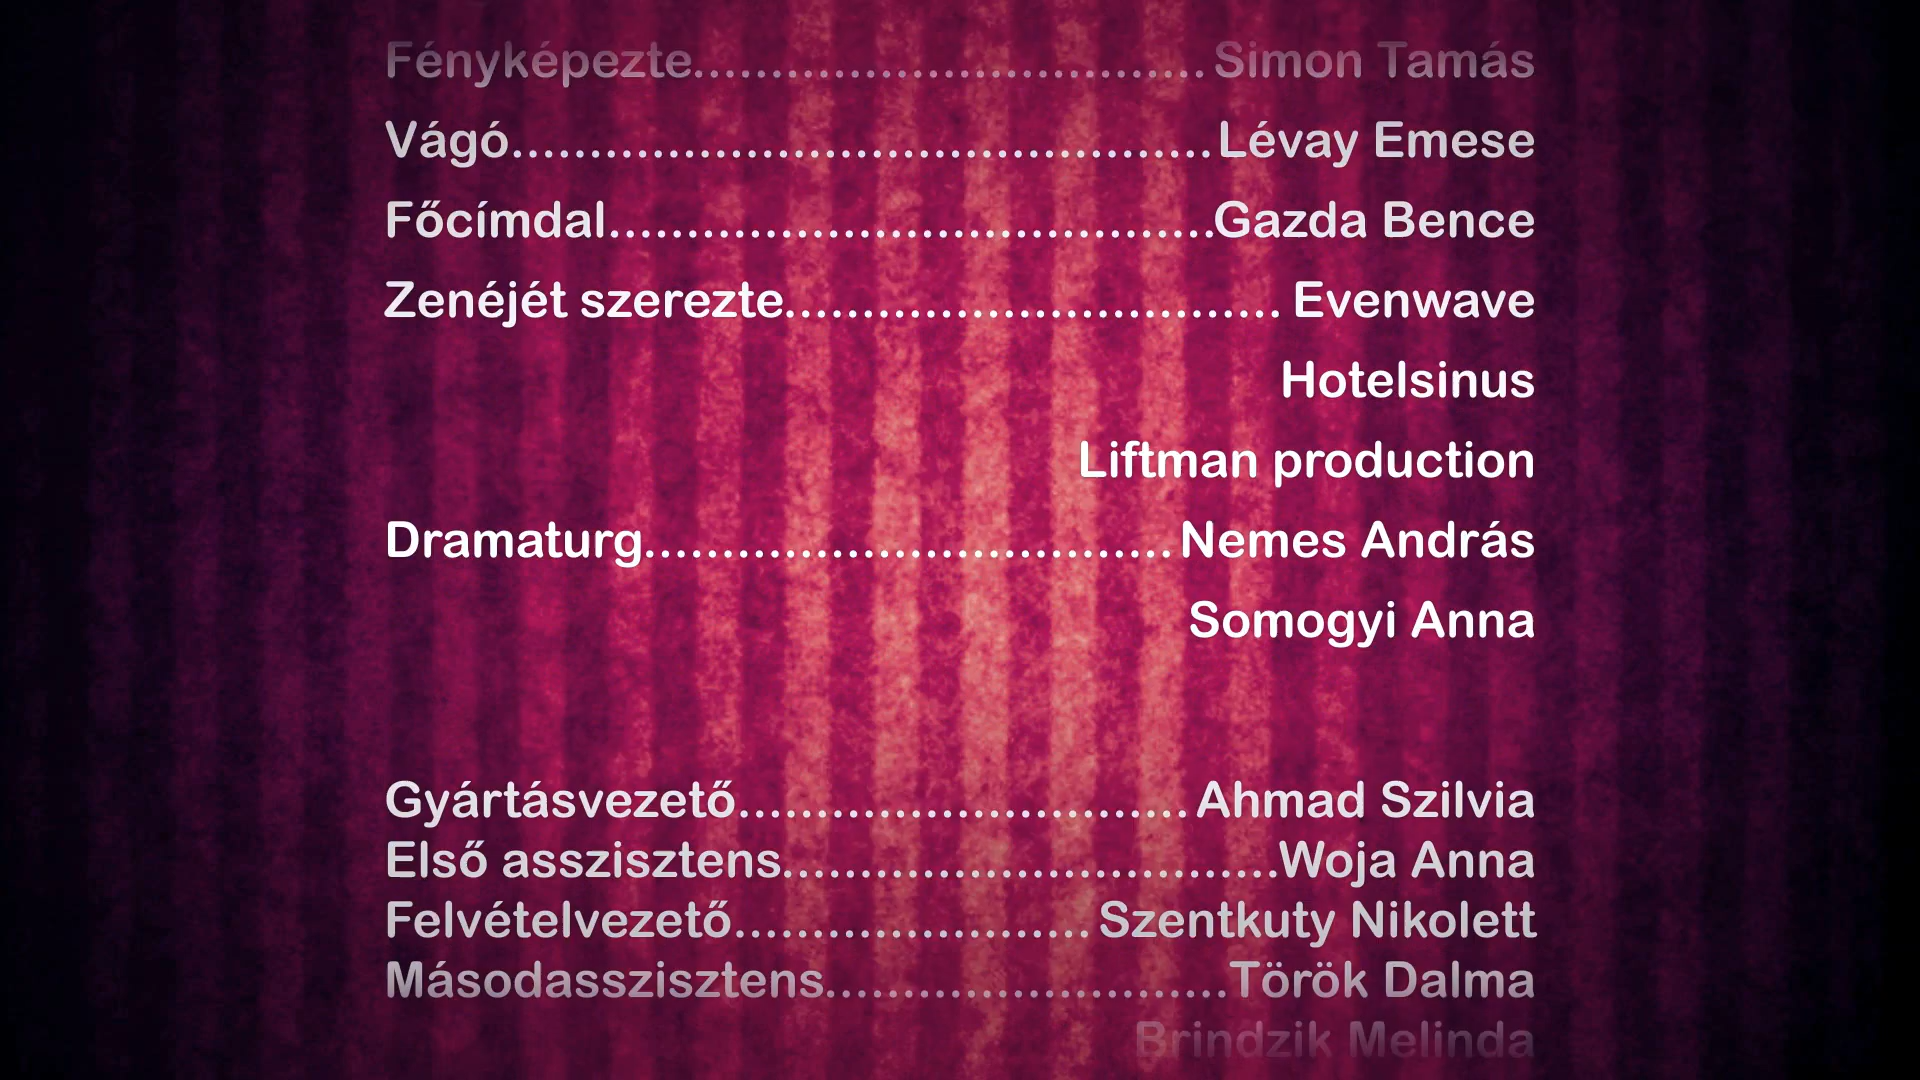 Fényképezte................................. Simon Tamás
Vágó.............................................Lévay Emese
Főcímdal.......................................Gazda Bence
Zenéjét szerezte................................ Evenwave
Hotelsinus
Liftman production
Dramaturg.................................. Nemes András
Somogyi Anna
Gyártásvezető............................. Ahmad Szilvia
Első asszisztens................................Woja Anna
Felvételvezető....................... Szentkuty Nikolett
Másodasszisztens..........................Török Dalma
Brindzik Melinda